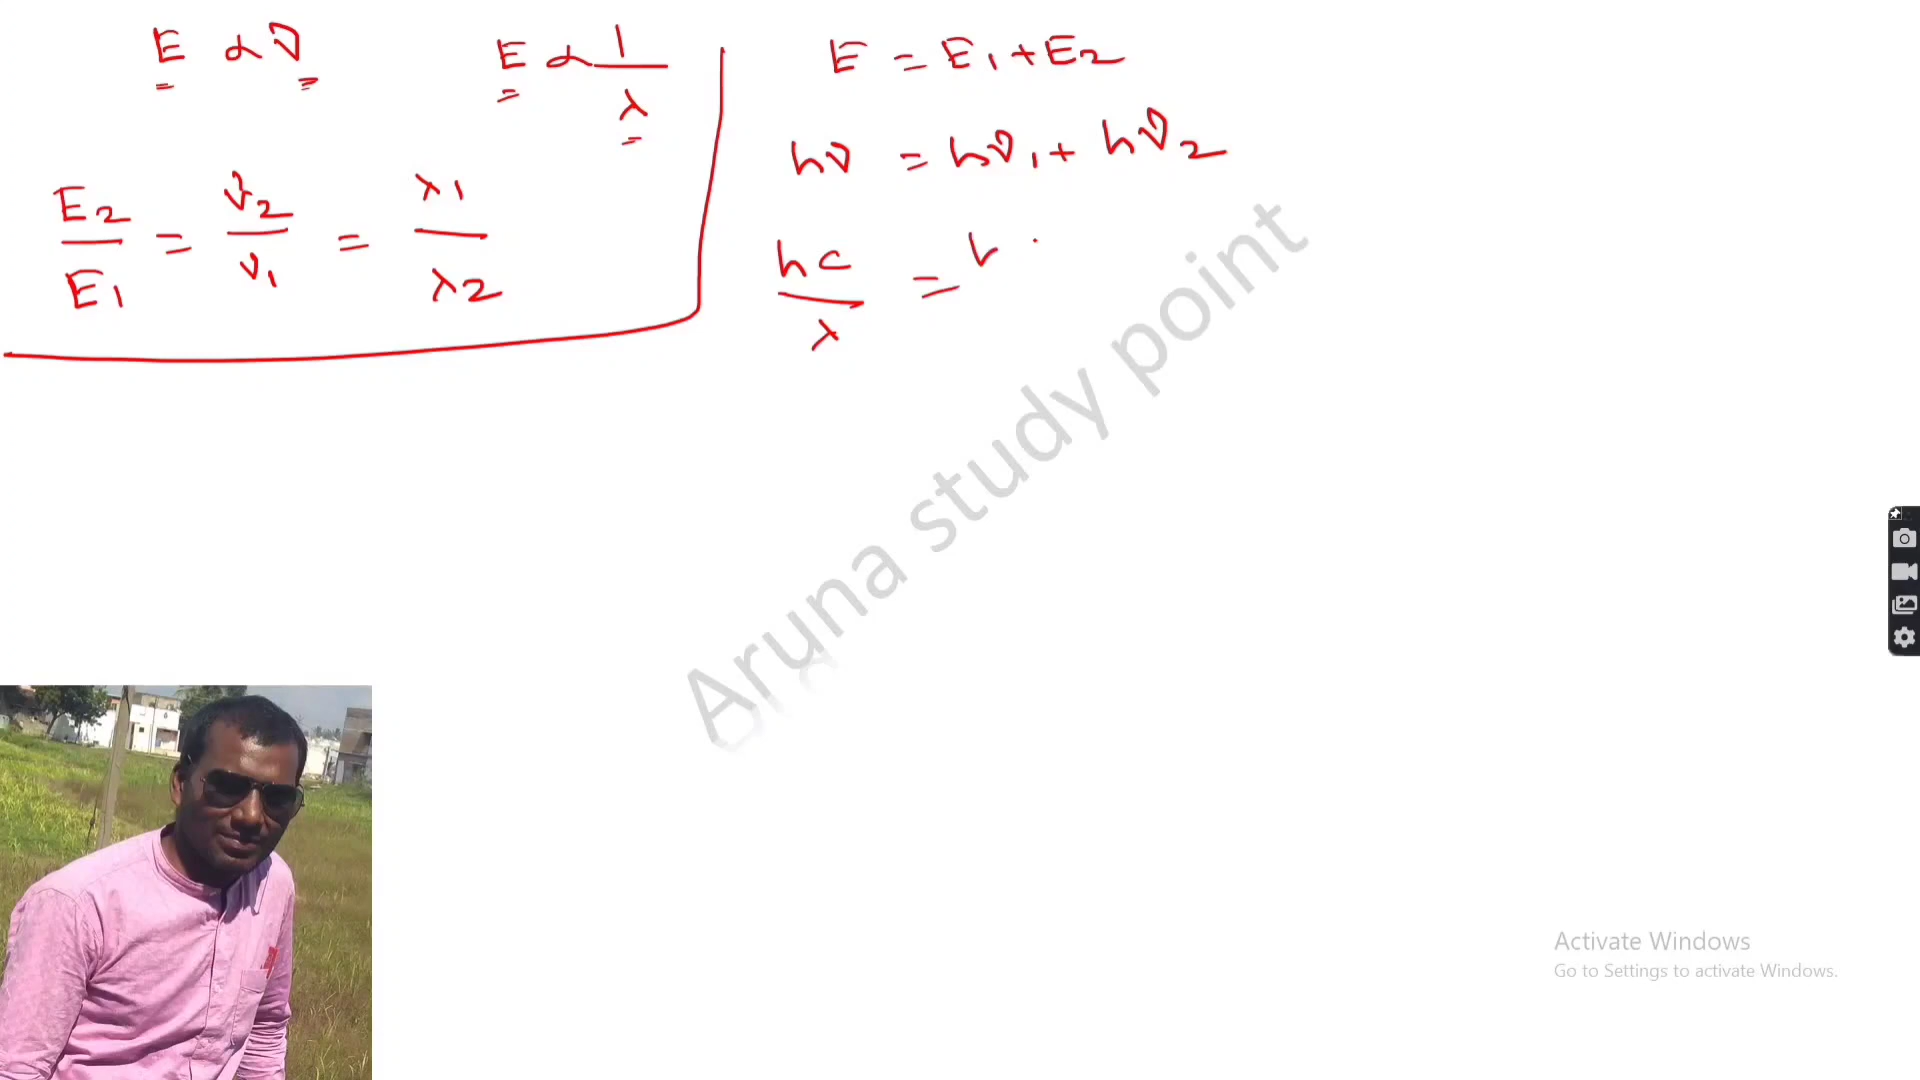 E α ν
E α 1/λ
E2/E1 = ν2/ν1 = λ1/λ2
E = E1 + E2
hν = hν1 + hν2
hc/λ = h
Aruna study point
Activate Windows
Go to Settings to activate Windows.